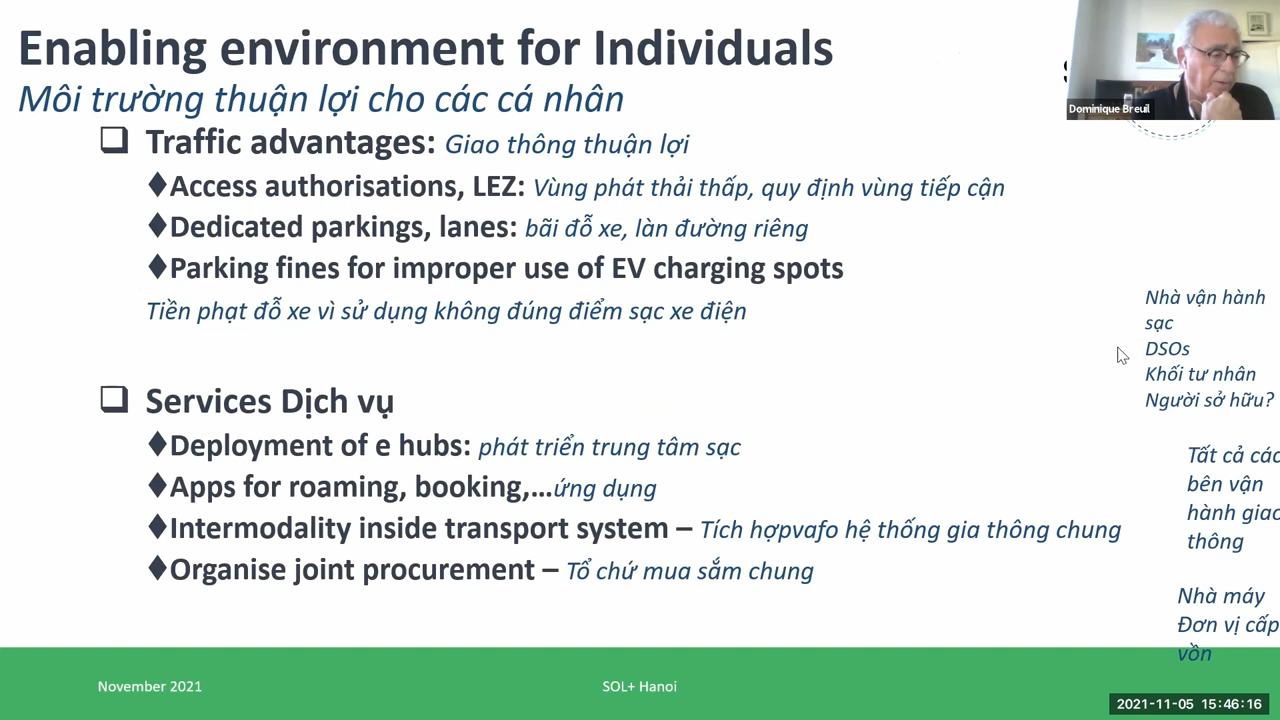 Enabling environment for Individuals
Môi trường thuận lợi cho các cá nhân
Dominique Breuil
Traffic advantages: Giao thông thuận lợi
Access authorisations, LEZ: Vùng phát thải thấp, quy định vùng tiếp cận
Dedicated parkings, lanes: bãi đỗ xe, làn đường riêng
Parking fines for improper use of EV charging spots
Tiền phạt đỗ xe vì sử dụng không đúng điểm sạc xe điện
Services Dịch vụ
Deployment of e hubs: phát triển trung tâm sạc
Apps for roaming, booking,...ứng dụng
Intermodality inside transport system – Tích hợpvafo hệ thống gia thông chung
Organise joint procurement – Tổ chứ mua sắm chung
Nhà vận hành
sạc
DSOs
Khối tư nhân
Người sở hữu?
Tất cả các
bên vận
hành giao
thông
Nhà máy
Đơn vị cấp
vồn
November 2021
SOL+ Hanoi
2021-11-05 15:46:16